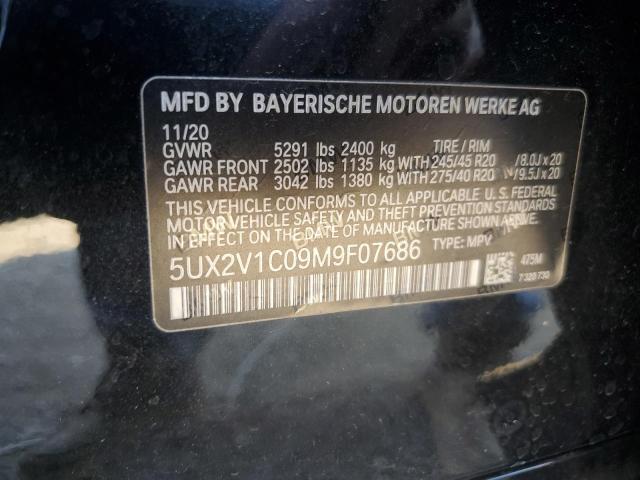 MFD BY BAYERISCHE MOTOREN WERKE AG
11/20
GVWR 5291 lbs 2400 kg TIRE / RIM
GAWR FRONT 2502 lbs 1135 kg WITH 245/45 R20 /8.0J x 20
GAWR REAR 3042 lbs 1380 kg WITH 275/40 R20 /9.5J x 20
THIS VEHICLE CONFORMS TO ALL APPLICABLE U.S. FEDERAL
MOTOR VEHICLE SAFETY AND THEFT PREVENTION STANDARDS
IN EFFECT ON THE DATE OF MANUFACTURE SHOWN ABOVE.
5UX2V1C09M9F07686 TYPE: MPV
475M
7 320 730